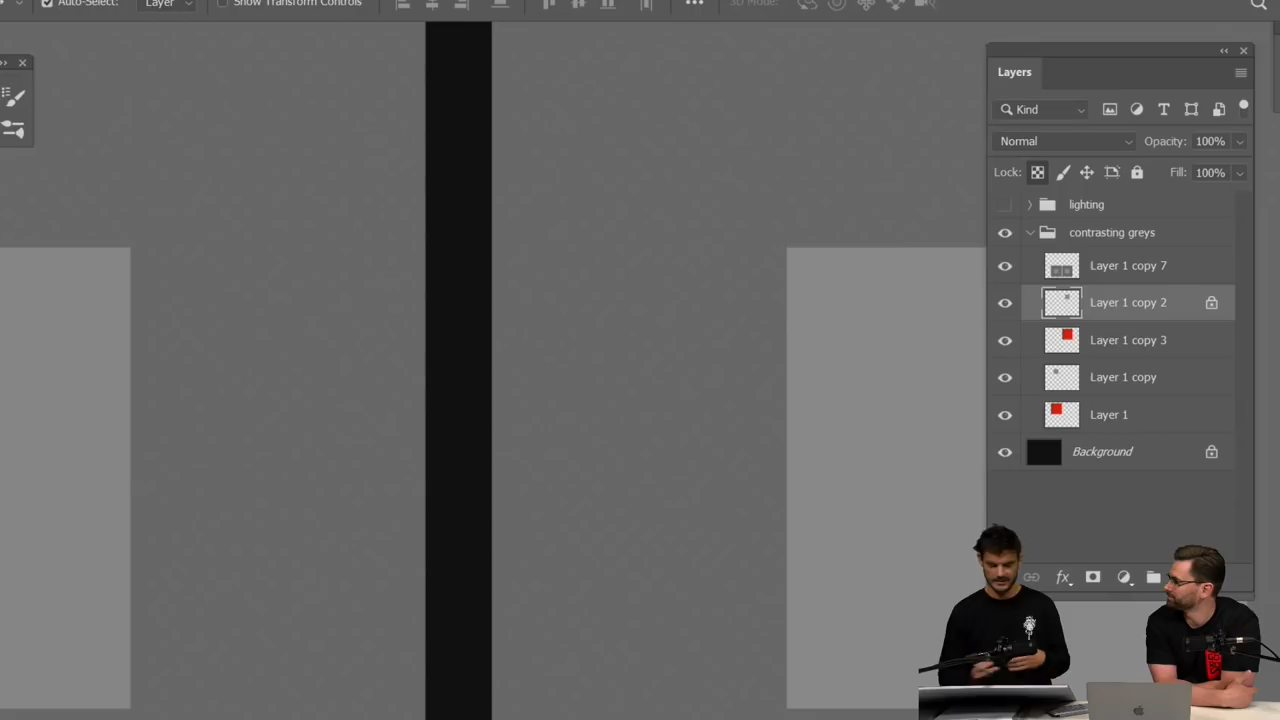 Auto-Select: Layer Show Transform Controls 3D Mode:
Layers
Kind
Normal Opacity: 100%
Lock: Fill: 100%
lighting
contrasting greys
Layer 1 copy 7
Layer 1 copy 2
Layer 1 copy 3
Layer 1 copy
Layer 1
Background
fx